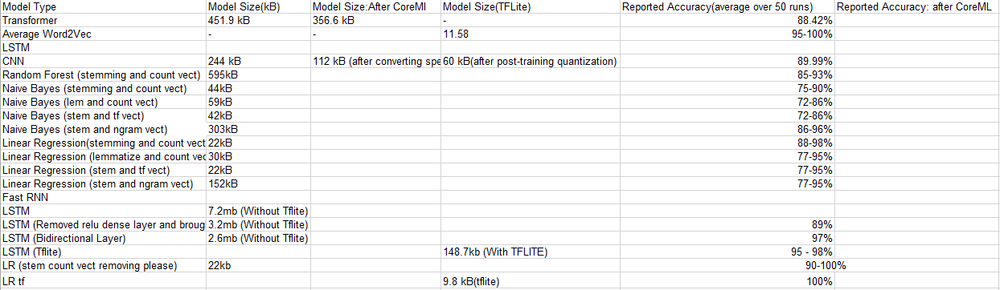 Model Type Model Size(kB) Model Size:After CoreMl Model Size(TFLite) Reported Accuracy(average over 50 runs) Reported Accuracy: after CoreML
Transformer 451.9 kB 356.6 kB - 88.42%
Average Word2Vec - - 11.58 95-100%
LSTM
CNN 244 kB 112 kB (after converting spe 60 kB(after post-training quantization) 89.99%
Random Forest (stemming and count vect) 595kB 85-93%
Naive Bayes (stemming and count vect) 44kB 75-90%
Naive Bayes (lem and count vect) 59kB 72-86%
Naive Bayes (stem and tf vect) 42kB 72-86%
Naive Bayes (stem and ngram vect) 303kB 86-96%
Linear Regression(stemming and count vect 22kB 88-98%
Linear Regression (lemmatize and count vec 30kB 77-95%
Linear Regression (stem and tf vect) 22kB 77-95%
Linear Regression (stem and ngram vect) 152kB 77-95%
Fast RNN
LSTM 7.2mb (Without Tflite)
LSTM (Removed relu dense layer and broug 3.2mb (Without Tflite) 89%
LSTM (Bidirectional Layer) 2.6mb (Without Tflite) 97%
LSTM (Tflite) 148.7kb (With TFLITE) 95 - 98%
LR (stem count vect removing please) 22kb 90-100%
LR tf 9.8 kB(tflite) 100%